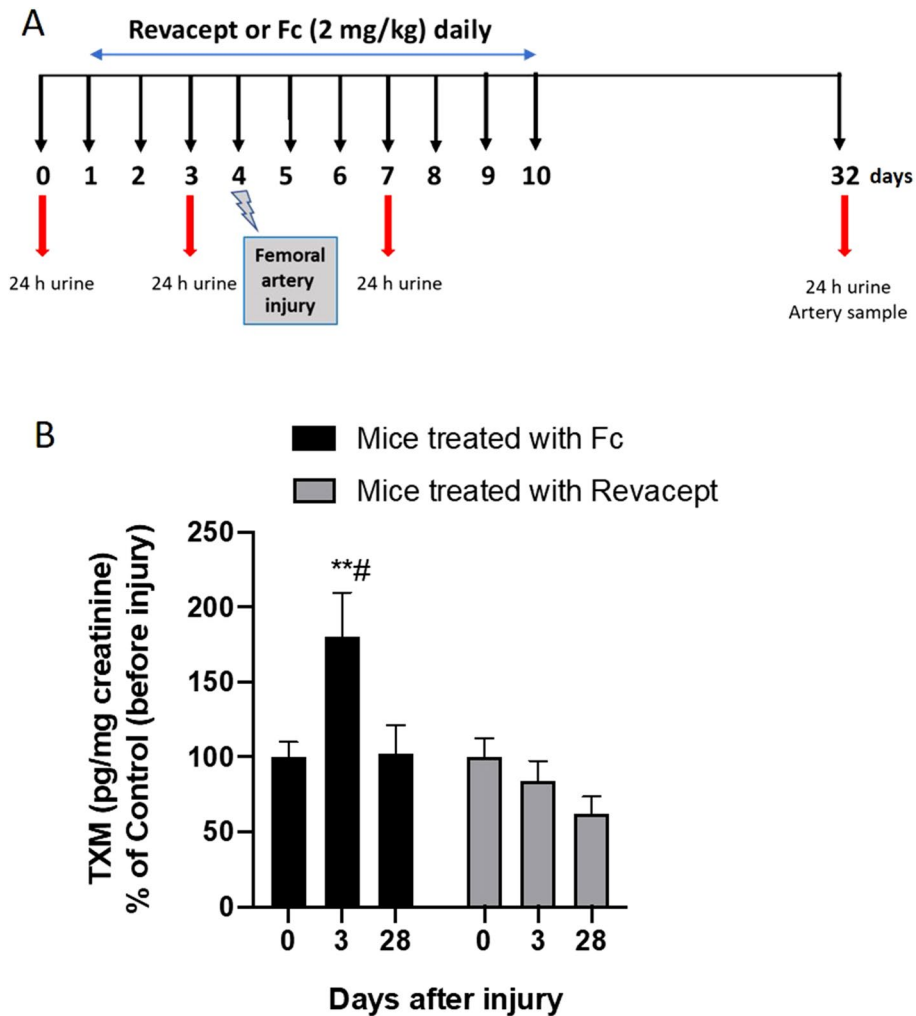 A
Revacept or Fc (2 mg/kg) daily
0 1 2 3 4 5 6 7 8 9 10 32 days
24 h urine 24 h urine Femoral artery injury 24 h urine 24 h urine
Artery sample
B
Mice treated with Fc
Mice treated with Revacept
TXM (pg/mg creatinine)
% of Control (before injury)
250
200
150
100
50
0
**#
0 3 28 0 3 28
Days after injury